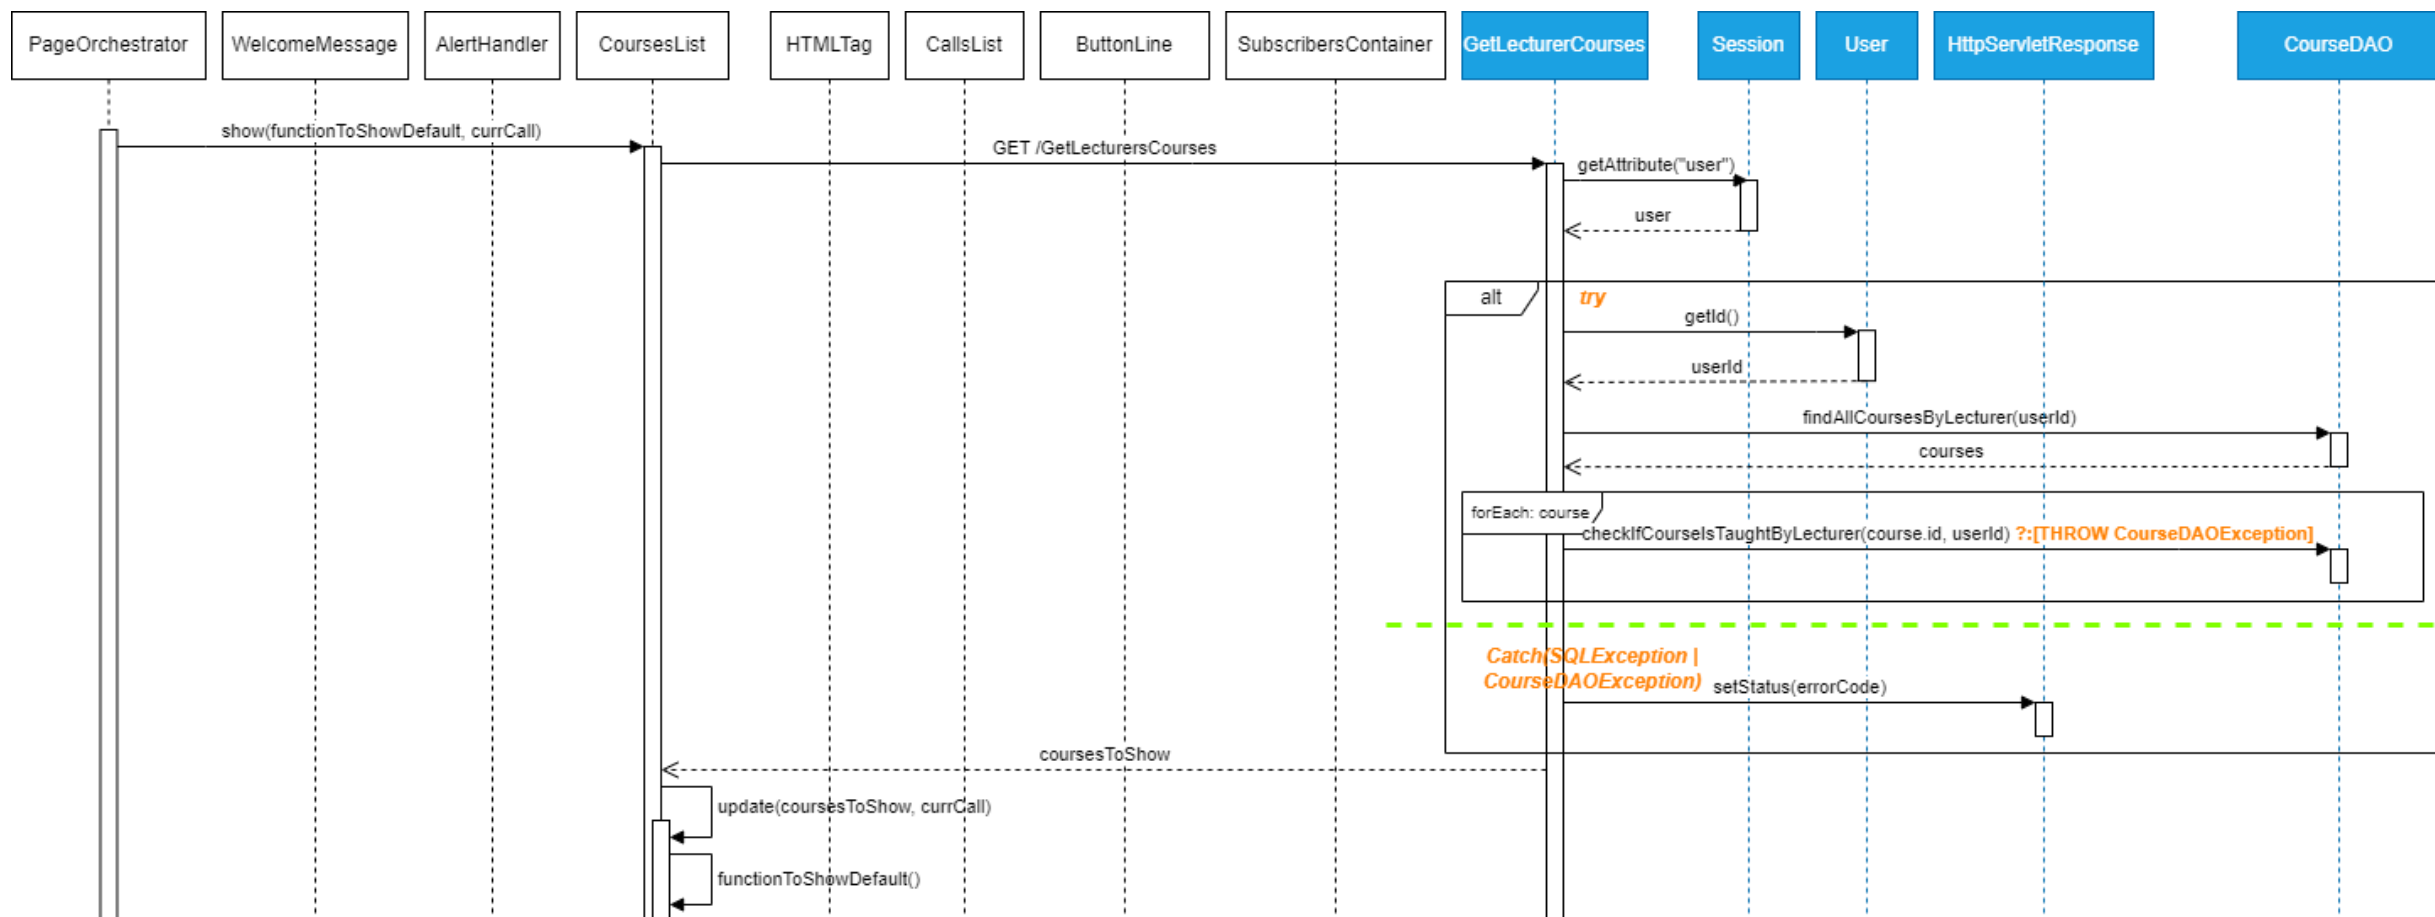 PageOrchestrator
WelcomeMessage
AlertHandler
CoursesList
HTMLTag
CallsList
ButtonLine
SubscribersContainer
GetLecturerCourses
Session
User
HttpServletResponse
CourseDAO
show(functionToShowDefault, currCall)
GET /GetLecturersCourses
getAttribute("user")
user
alt
try
getId()
userId
findAllCoursesByLecturer(userId)
courses
forEach: course
checkIfCourseIsTaughtByLecturer(course.id, userId) ?:[THROW CourseDAOException]
Catch(SQLException |
CourseDAOException)
setStatus(errorCode)
coursesToShow
update(coursesToShow, currCall)
functionToShowDefault()